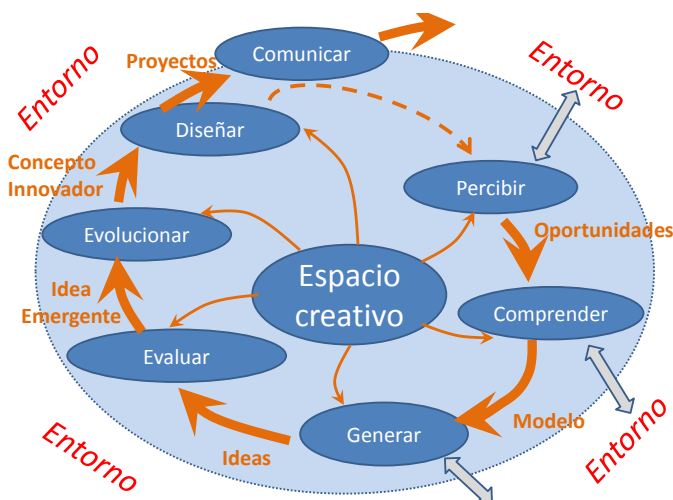 Comunicar
Proyectos
Entorno
Entorno
Diseñar
Concepto
Innovador
Percibir
Oportunidades
Evolucionar
Espacio
creativo
Idea
Emergente
Comprender
Evaluar
Modelo
Generar
Ideas
Entorno
Entorno